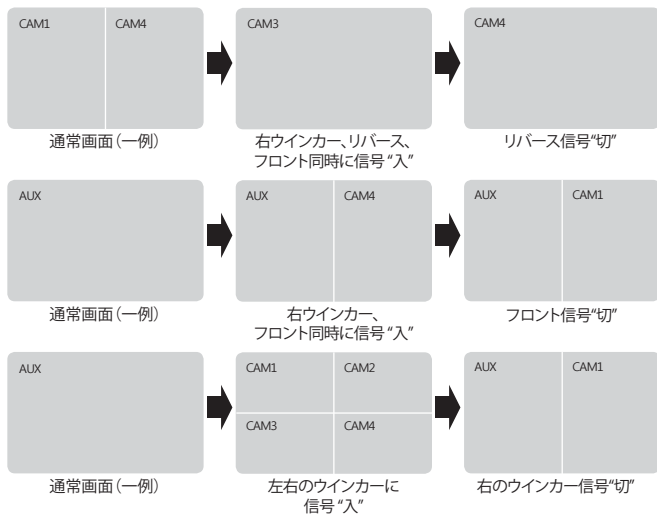 CAM1 CAM4 CAM3 CAM4
通常画面(一例) 右ウインカー、リバース、 リバース信号“切”
フロント同時に信号“入”
AUX AUX CAM4 AUX CAM1
通常画面(一例) 右ウインカー、 フロント信号“切”
フロント同時に信号“入”
AUX CAM1 CAM2 AUX CAM1
CAM3 CAM4
通常画面(一例) 左右のウインカーに 右のウインカー信号“切”
信号“入”